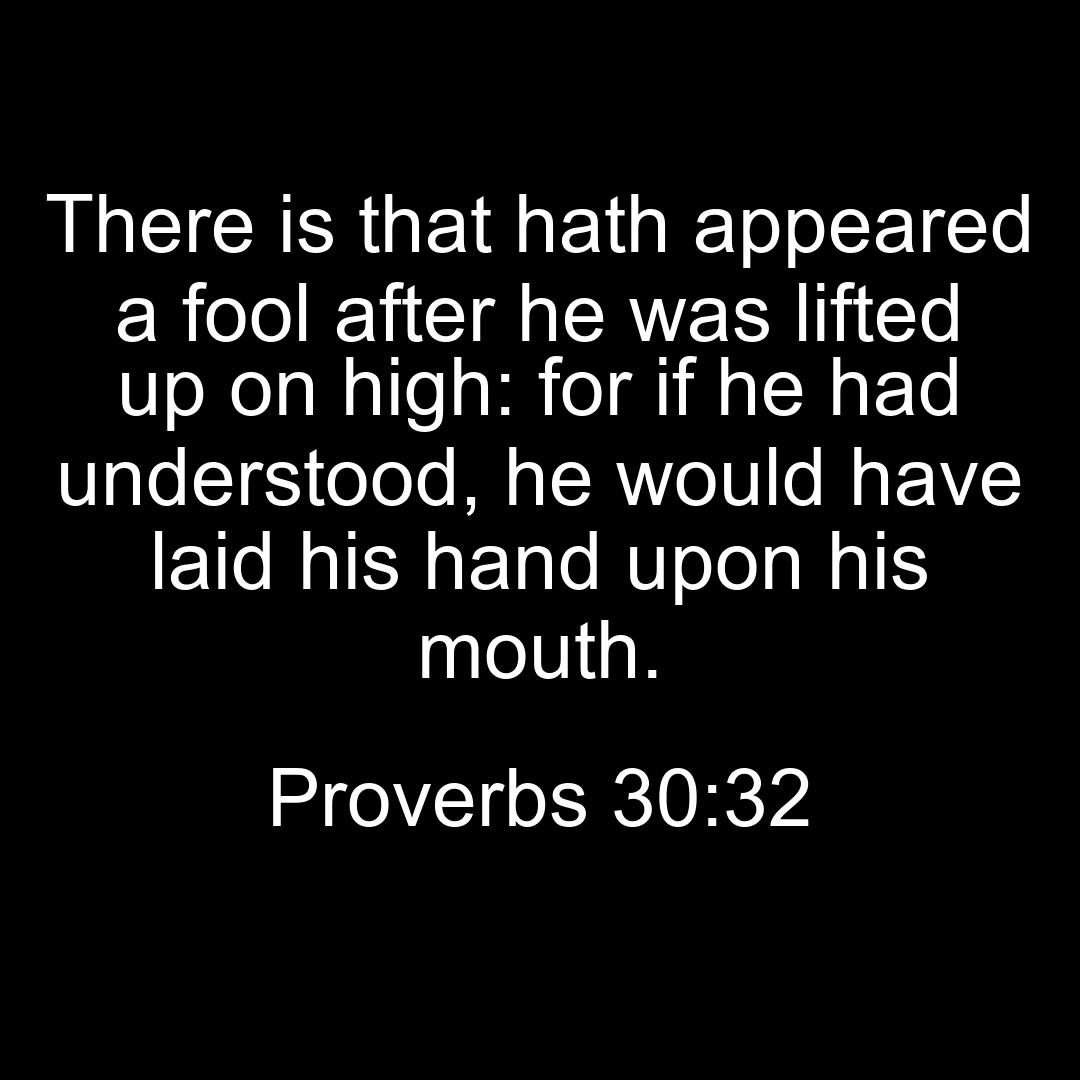 There is that hath appeared
a fool after he was lifted
up on high: for if he had
understood, he would have
laid his hand upon his
mouth.
Proverbs 30:32